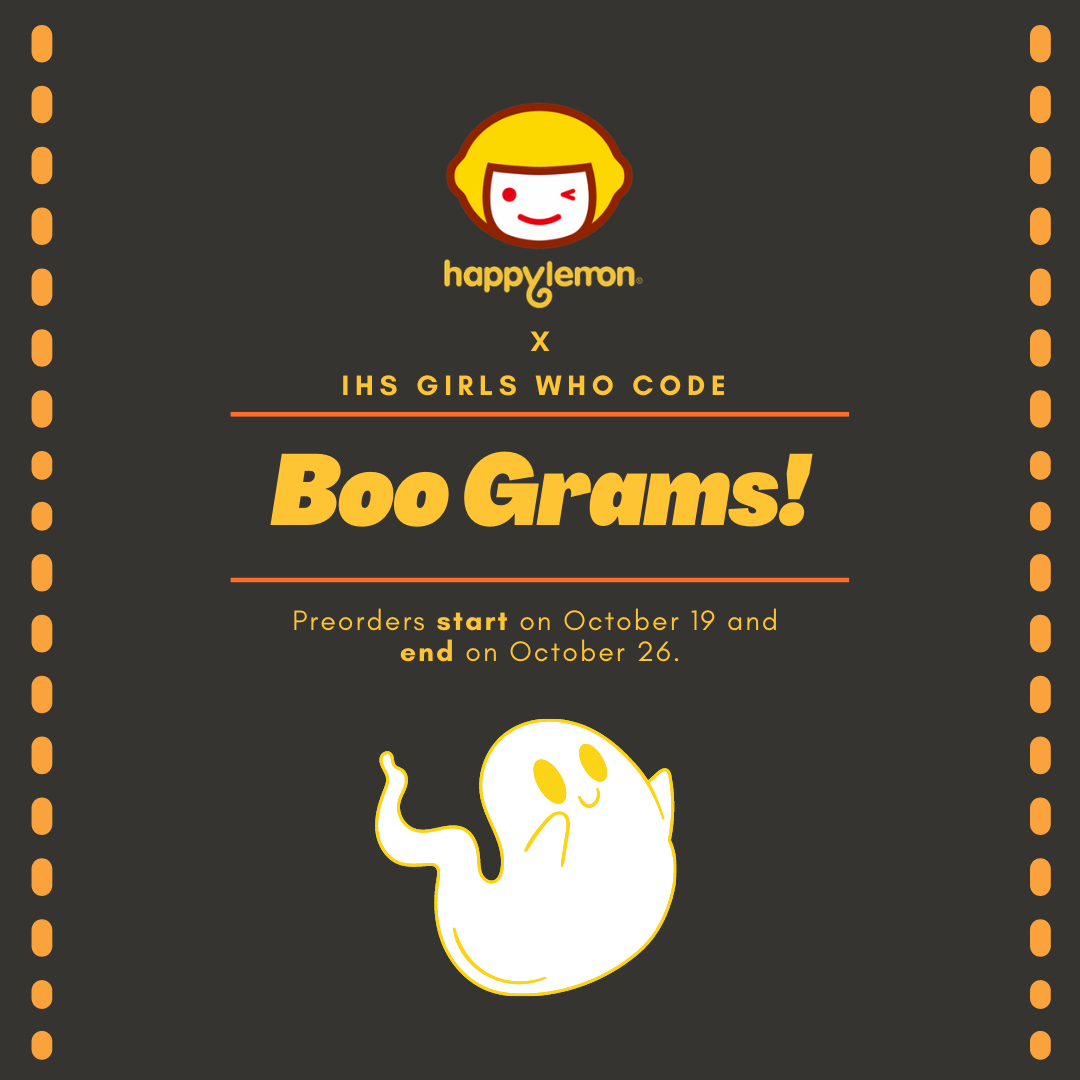 happylemon®
X
IHS GIRLS WHO CODE
Boo Grams!
Preorders start on October 19 and
end on October 26.